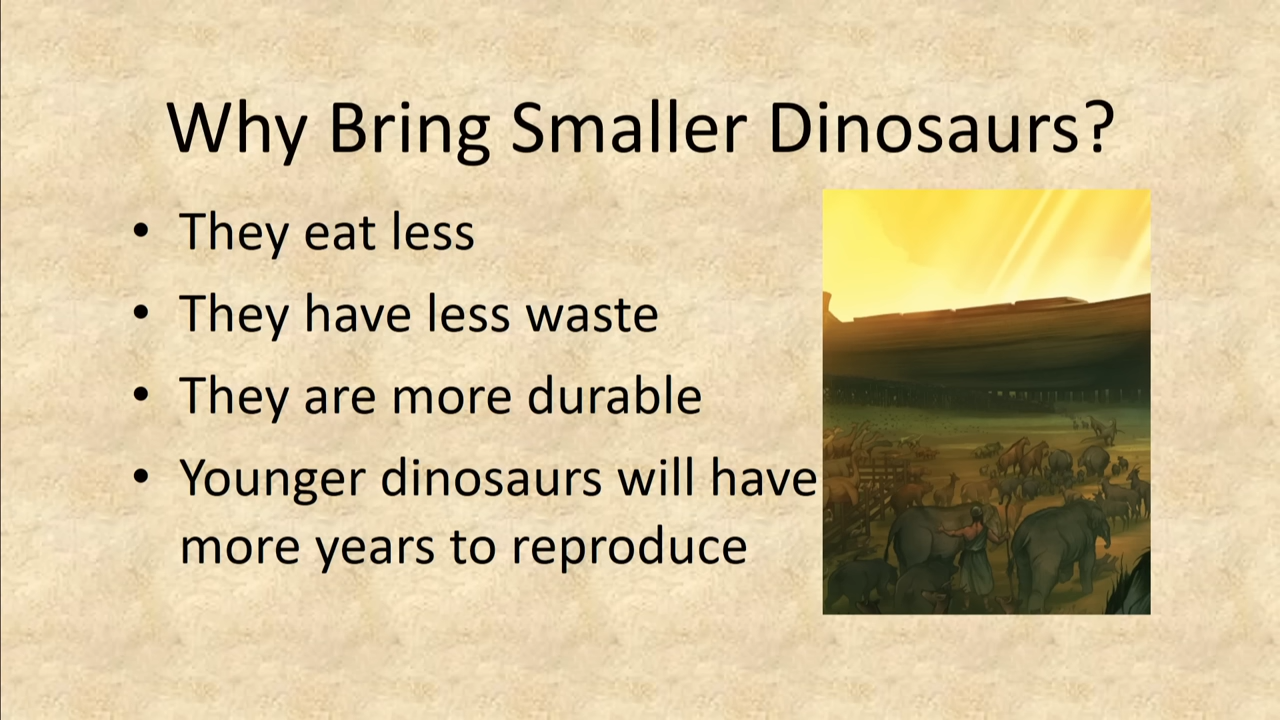 Why Bring Smaller Dinosaurs?
• They eat less
• They have less waste
• They are more durable
• Younger dinosaurs will have
more years to reproduce